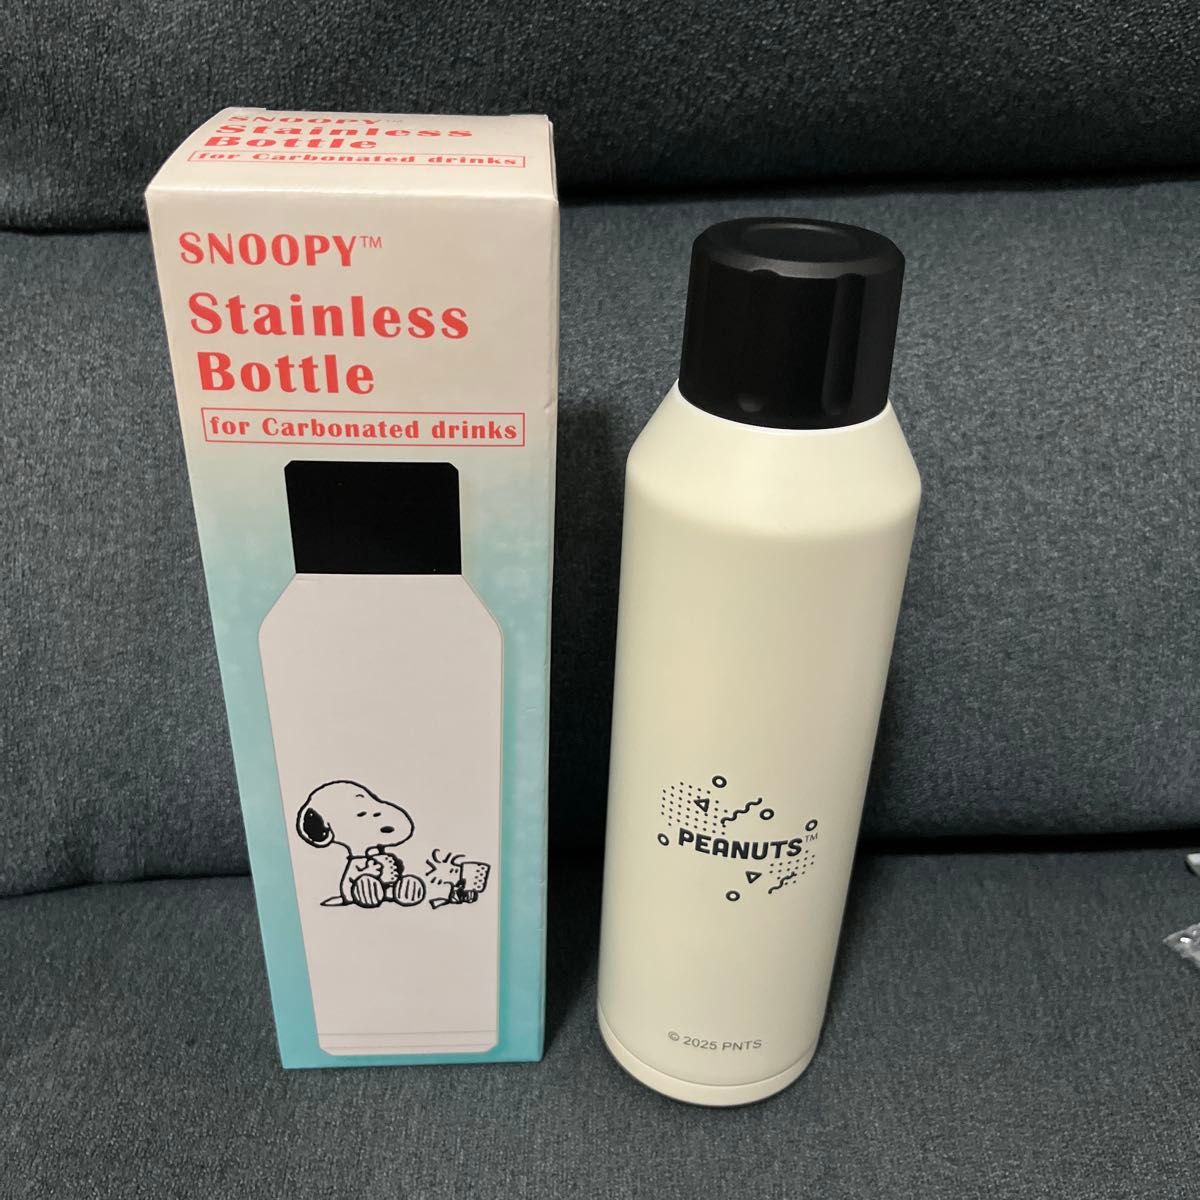 SNOOPY™
Stainless
Bottle
for Carbonated drinks
SNOOPY™
Stainless
Bottle
for Carbonated drinks
PEANUTS™
© 2025 PNTS